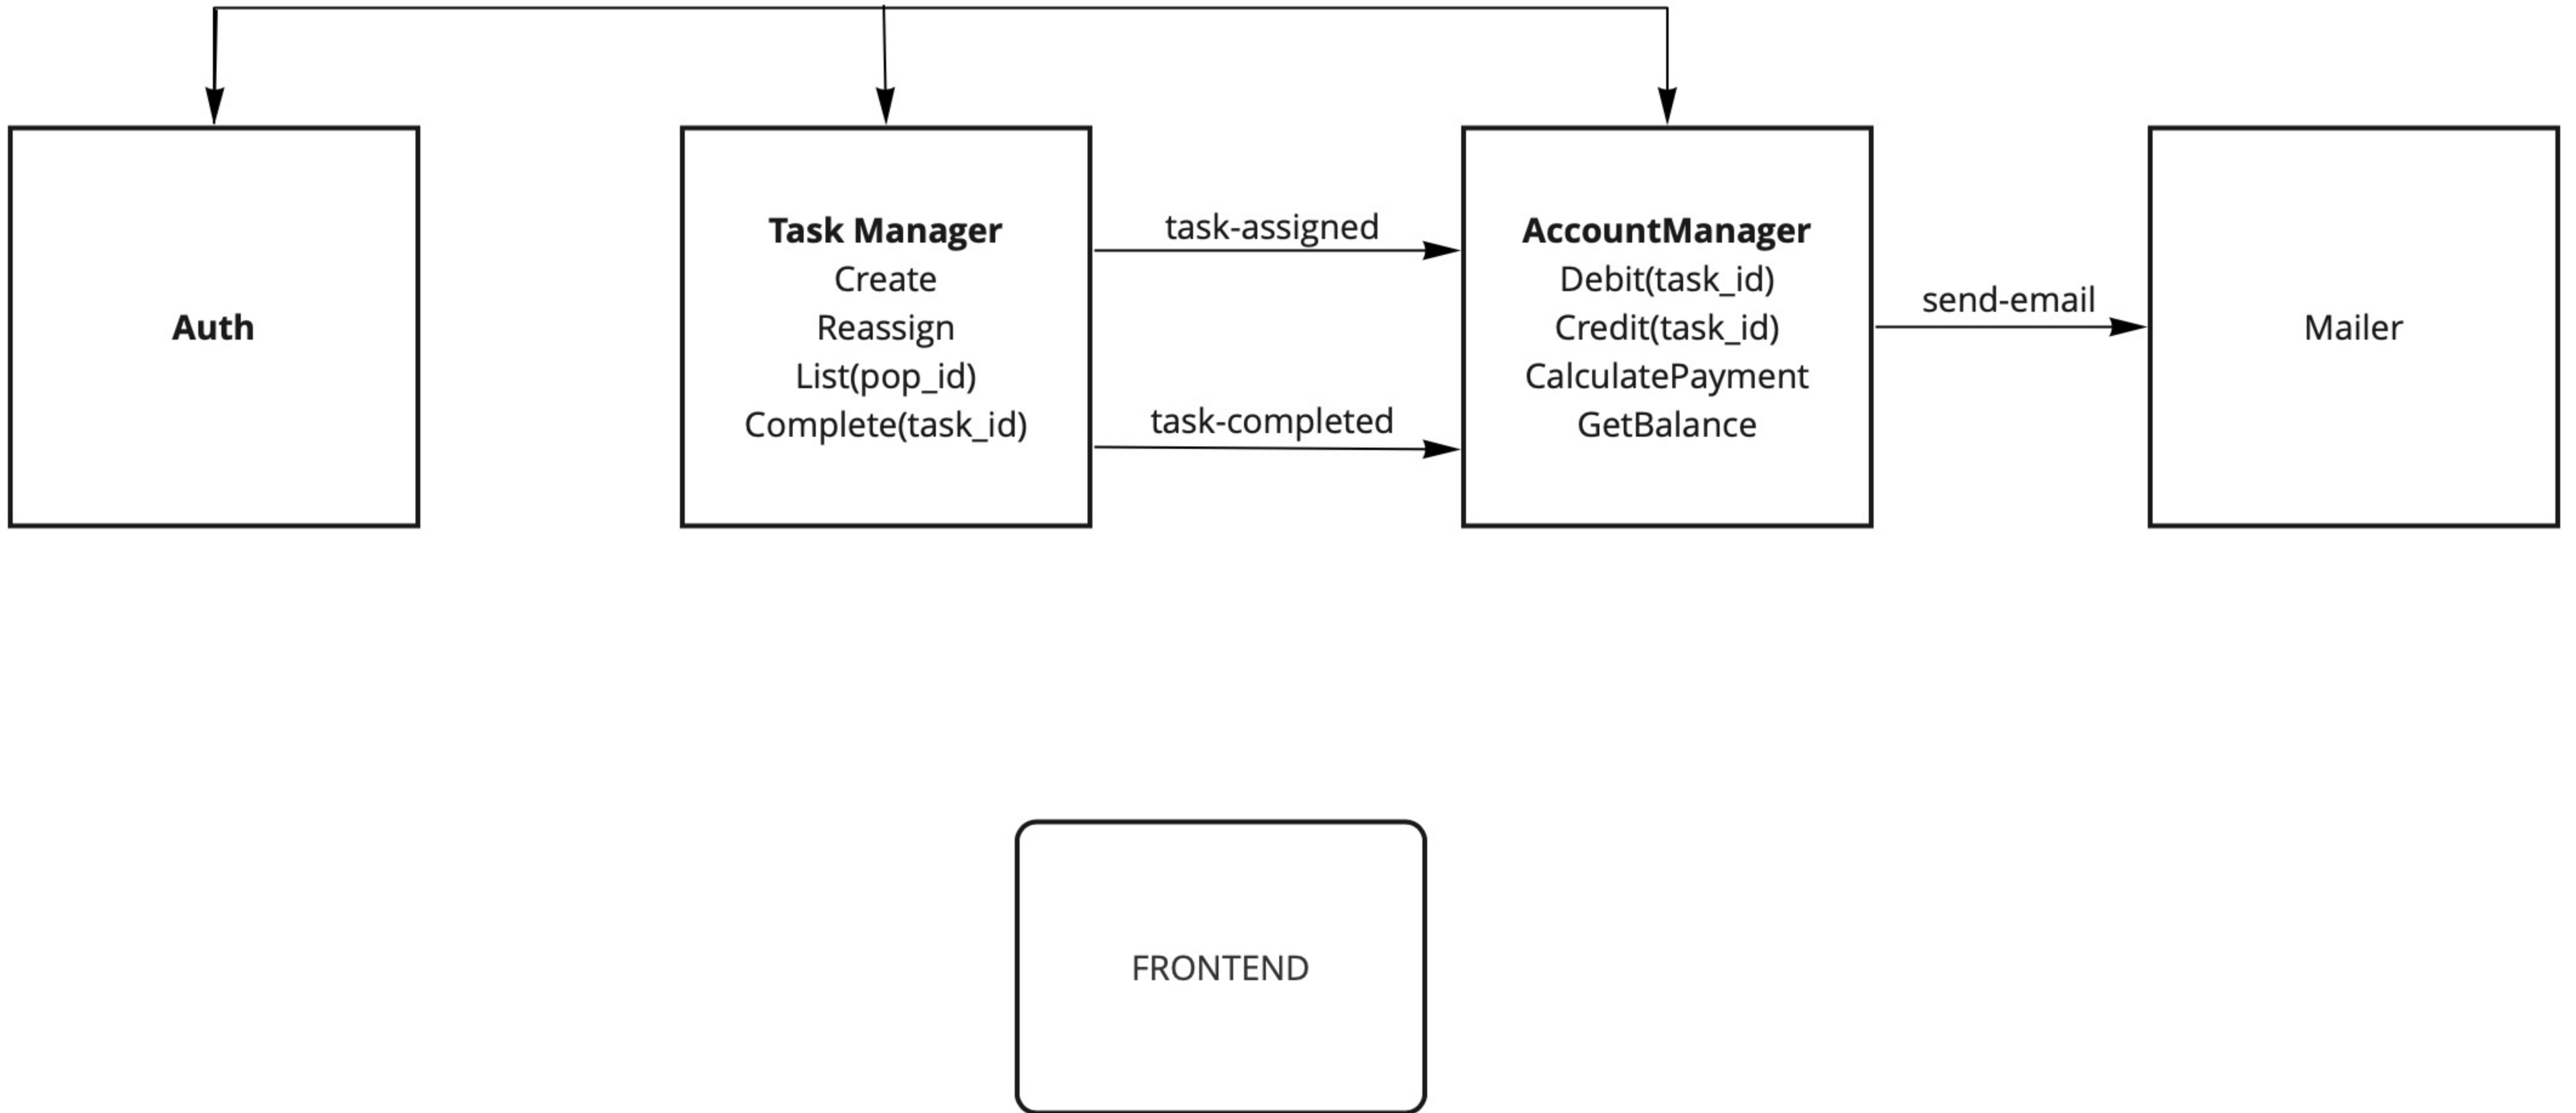 Auth
Task Manager
Create
Reassign
List(pop_id)
Complete(task_id)
task-assigned
task-completed
AccountManager
Debit(task_id)
Credit(task_id)
CalculatePayment
GetBalance
send-email
Mailer
FRONTEND